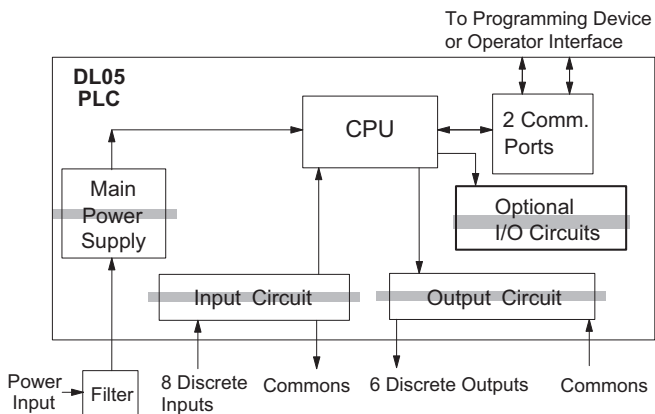 To Programming Device
or Operator Interface
DL05
PLC
CPU
2 Comm.
Ports
Main
Power
Supply
Optional
I/O Circuits
Input Circuit
Output Circuit
Power
Input
Filter
8 Discrete
Inputs
Commons
6 Discrete Outputs
Commons